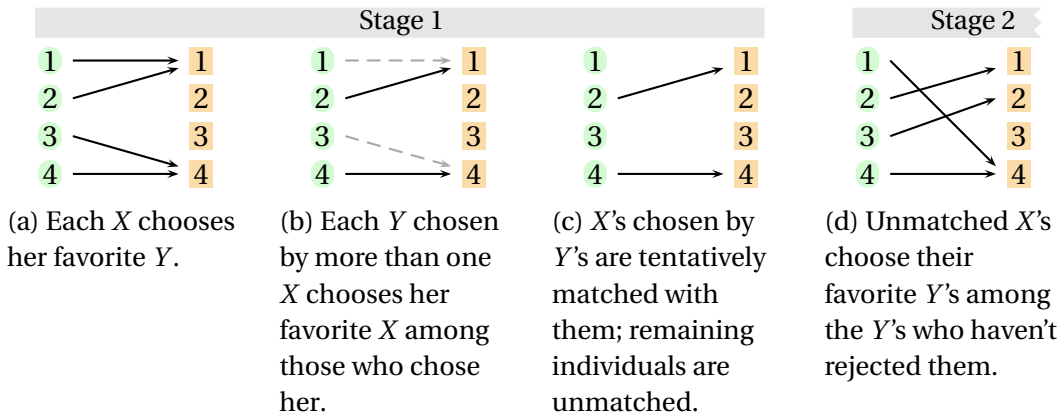 Stage 1
Stage 2
1 1 1 1 1 1 1
2 2 2 2 2 2 2 2
3 3 3 3 3 3 3 3
4 4 4 4 4 4 4 4
(a) Each X chooses
her favorite Y.
(b) Each Y chosen
by more than one
X chooses her
favorite X among
those who chose
her.
(c) X's chosen by
Y's are tentatively
matched with
them; remaining
individuals are
unmatched.
(d) Unmatched X's
choose their
favorite Y's among
the Y's who haven't
rejected them.